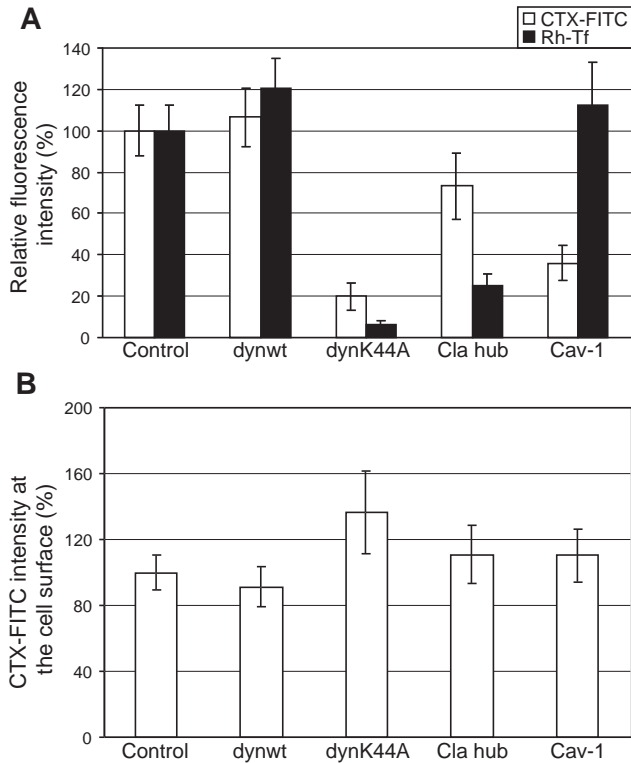 A
CTX-FITC
Rh-Tf
Relative fluorescence
intensity (%)
140
120
100
80
60
40
20
0
Control dynwt dynK44A Cla hub Cav-1
B
CTX-FITC intensity at
the cell surface (%)
200
160
120
80
40
0
Control dynwt dynK44A Cla hub Cav-1